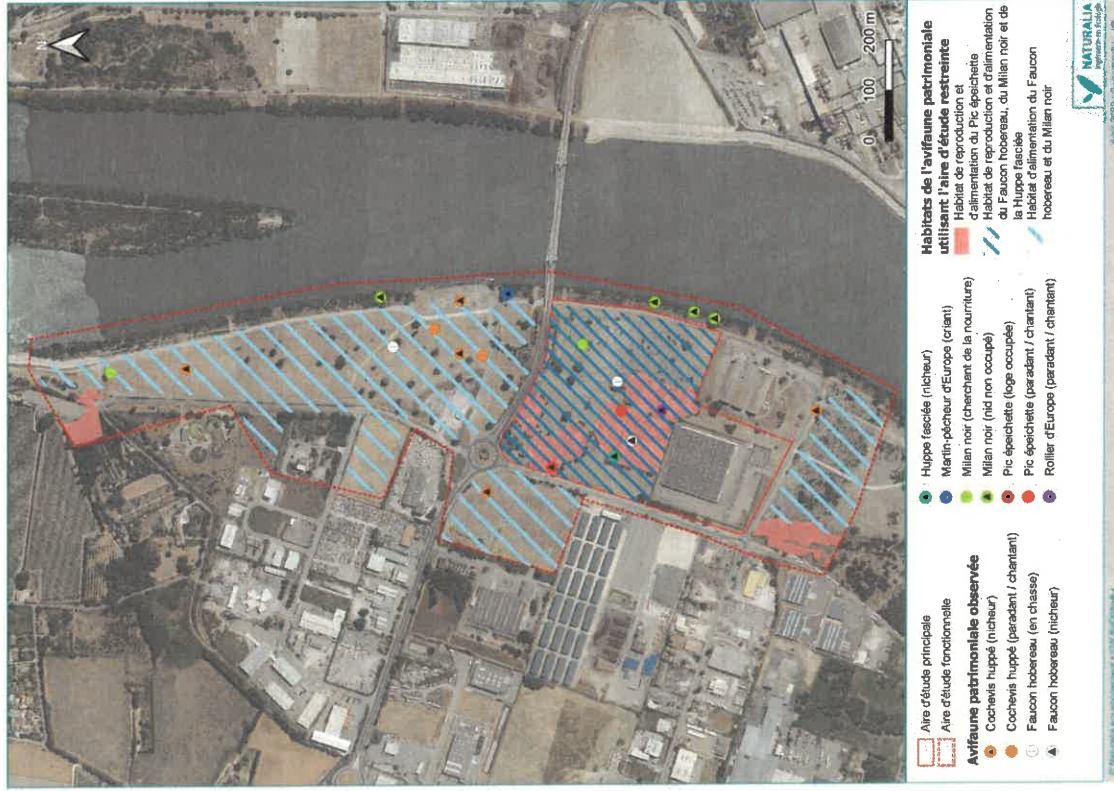 N
0 100 200 m
Aire d'étude principale
Aire d'étude fonctionnelle
Avifaune patrimoniale observée
Cochevis huppé (nicheur)
Cochevis huppé (paradant / chantant)
Faucon hobereau (en chasse)
Faucon hobereau (nicheur)
Huppe fasciée (nicheur)
Martin-pêcheur d'Europe (criant)
Milan noir (cherchant de la nourriture)
Milan noir (nid non occupé)
Pic épeichette (loge occupée)
Pic épeichette (paradant / chantant)
Rollier d'Europe (paradant / chantant)
Habitats de l'avifaune patrimoniale
utilisant l'aire d'étude restreinte
Habitat de reproduction et
d'alimentation du Pic épeichette
Habitat de reproduction et d'alimentation
du Faucon hobereau, du Milan noir et de
la Huppe fasciée
Habitat d'alimentation du Faucon
hobereau et du Milan noir
NATURALIA